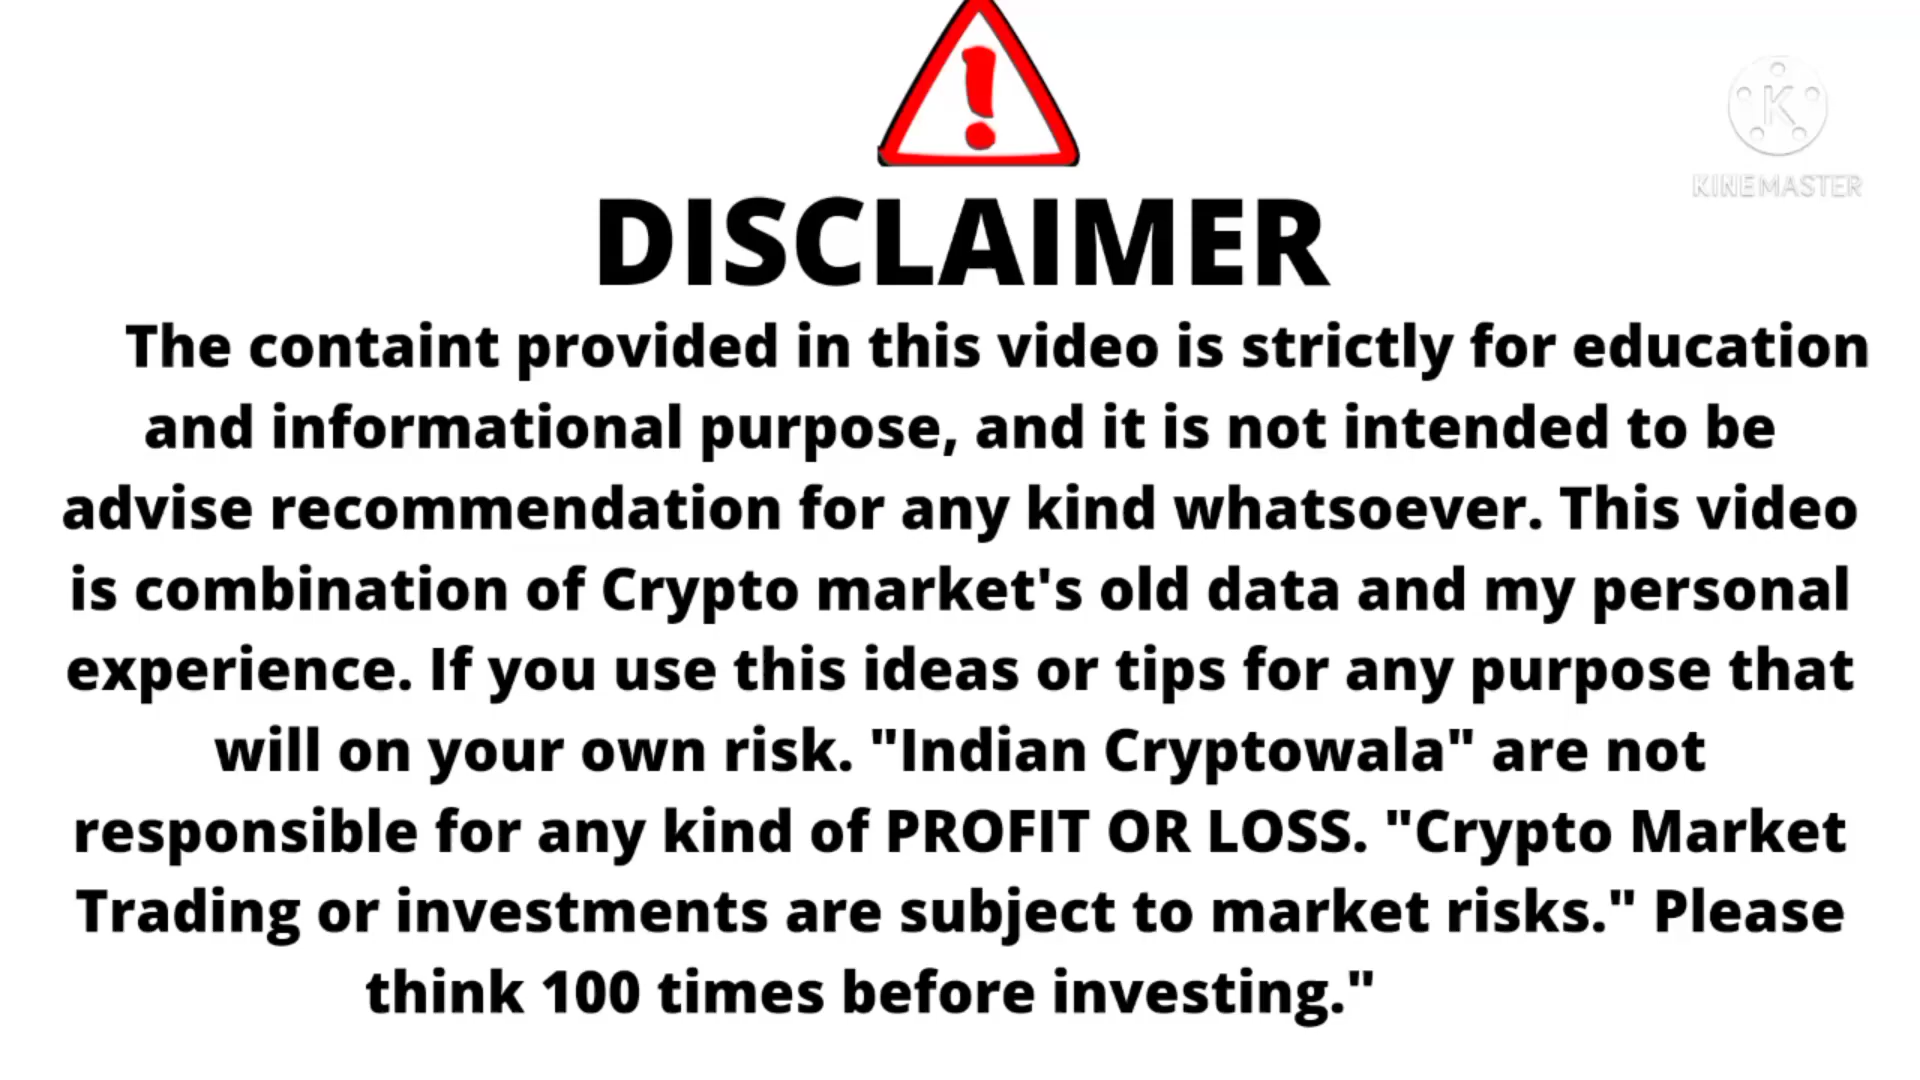 KINEMASTER
DISCLAIMER
The containt provided in this video is strictly for education
and informational purpose, and it is not intended to be
advise recommendation for any kind whatsoever. This video
is combination of Crypto market's old data and my personal
experience. If you use this ideas or tips for any purpose that
will on your own risk. "Indian Cryptowala" are not
responsible for any kind of PROFIT OR LOSS. "Crypto Market
Trading or investments are subject to market risks." Please
think 100 times before investing."